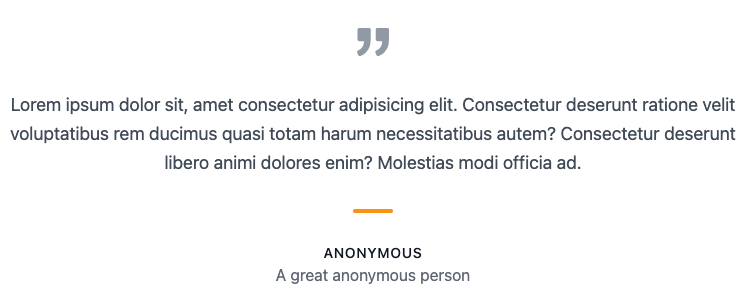 ”
Lorem ipsum dolor sit, amet consectetur adipisicing elit. Consectetur deserunt ratione velit
voluptatibus rem ducimus quasi totam harum necessitatibus autem? Consectetur deserunt
libero animi dolores enim? Molestias modi officia ad.
ANONYMOUS
A great anonymous person